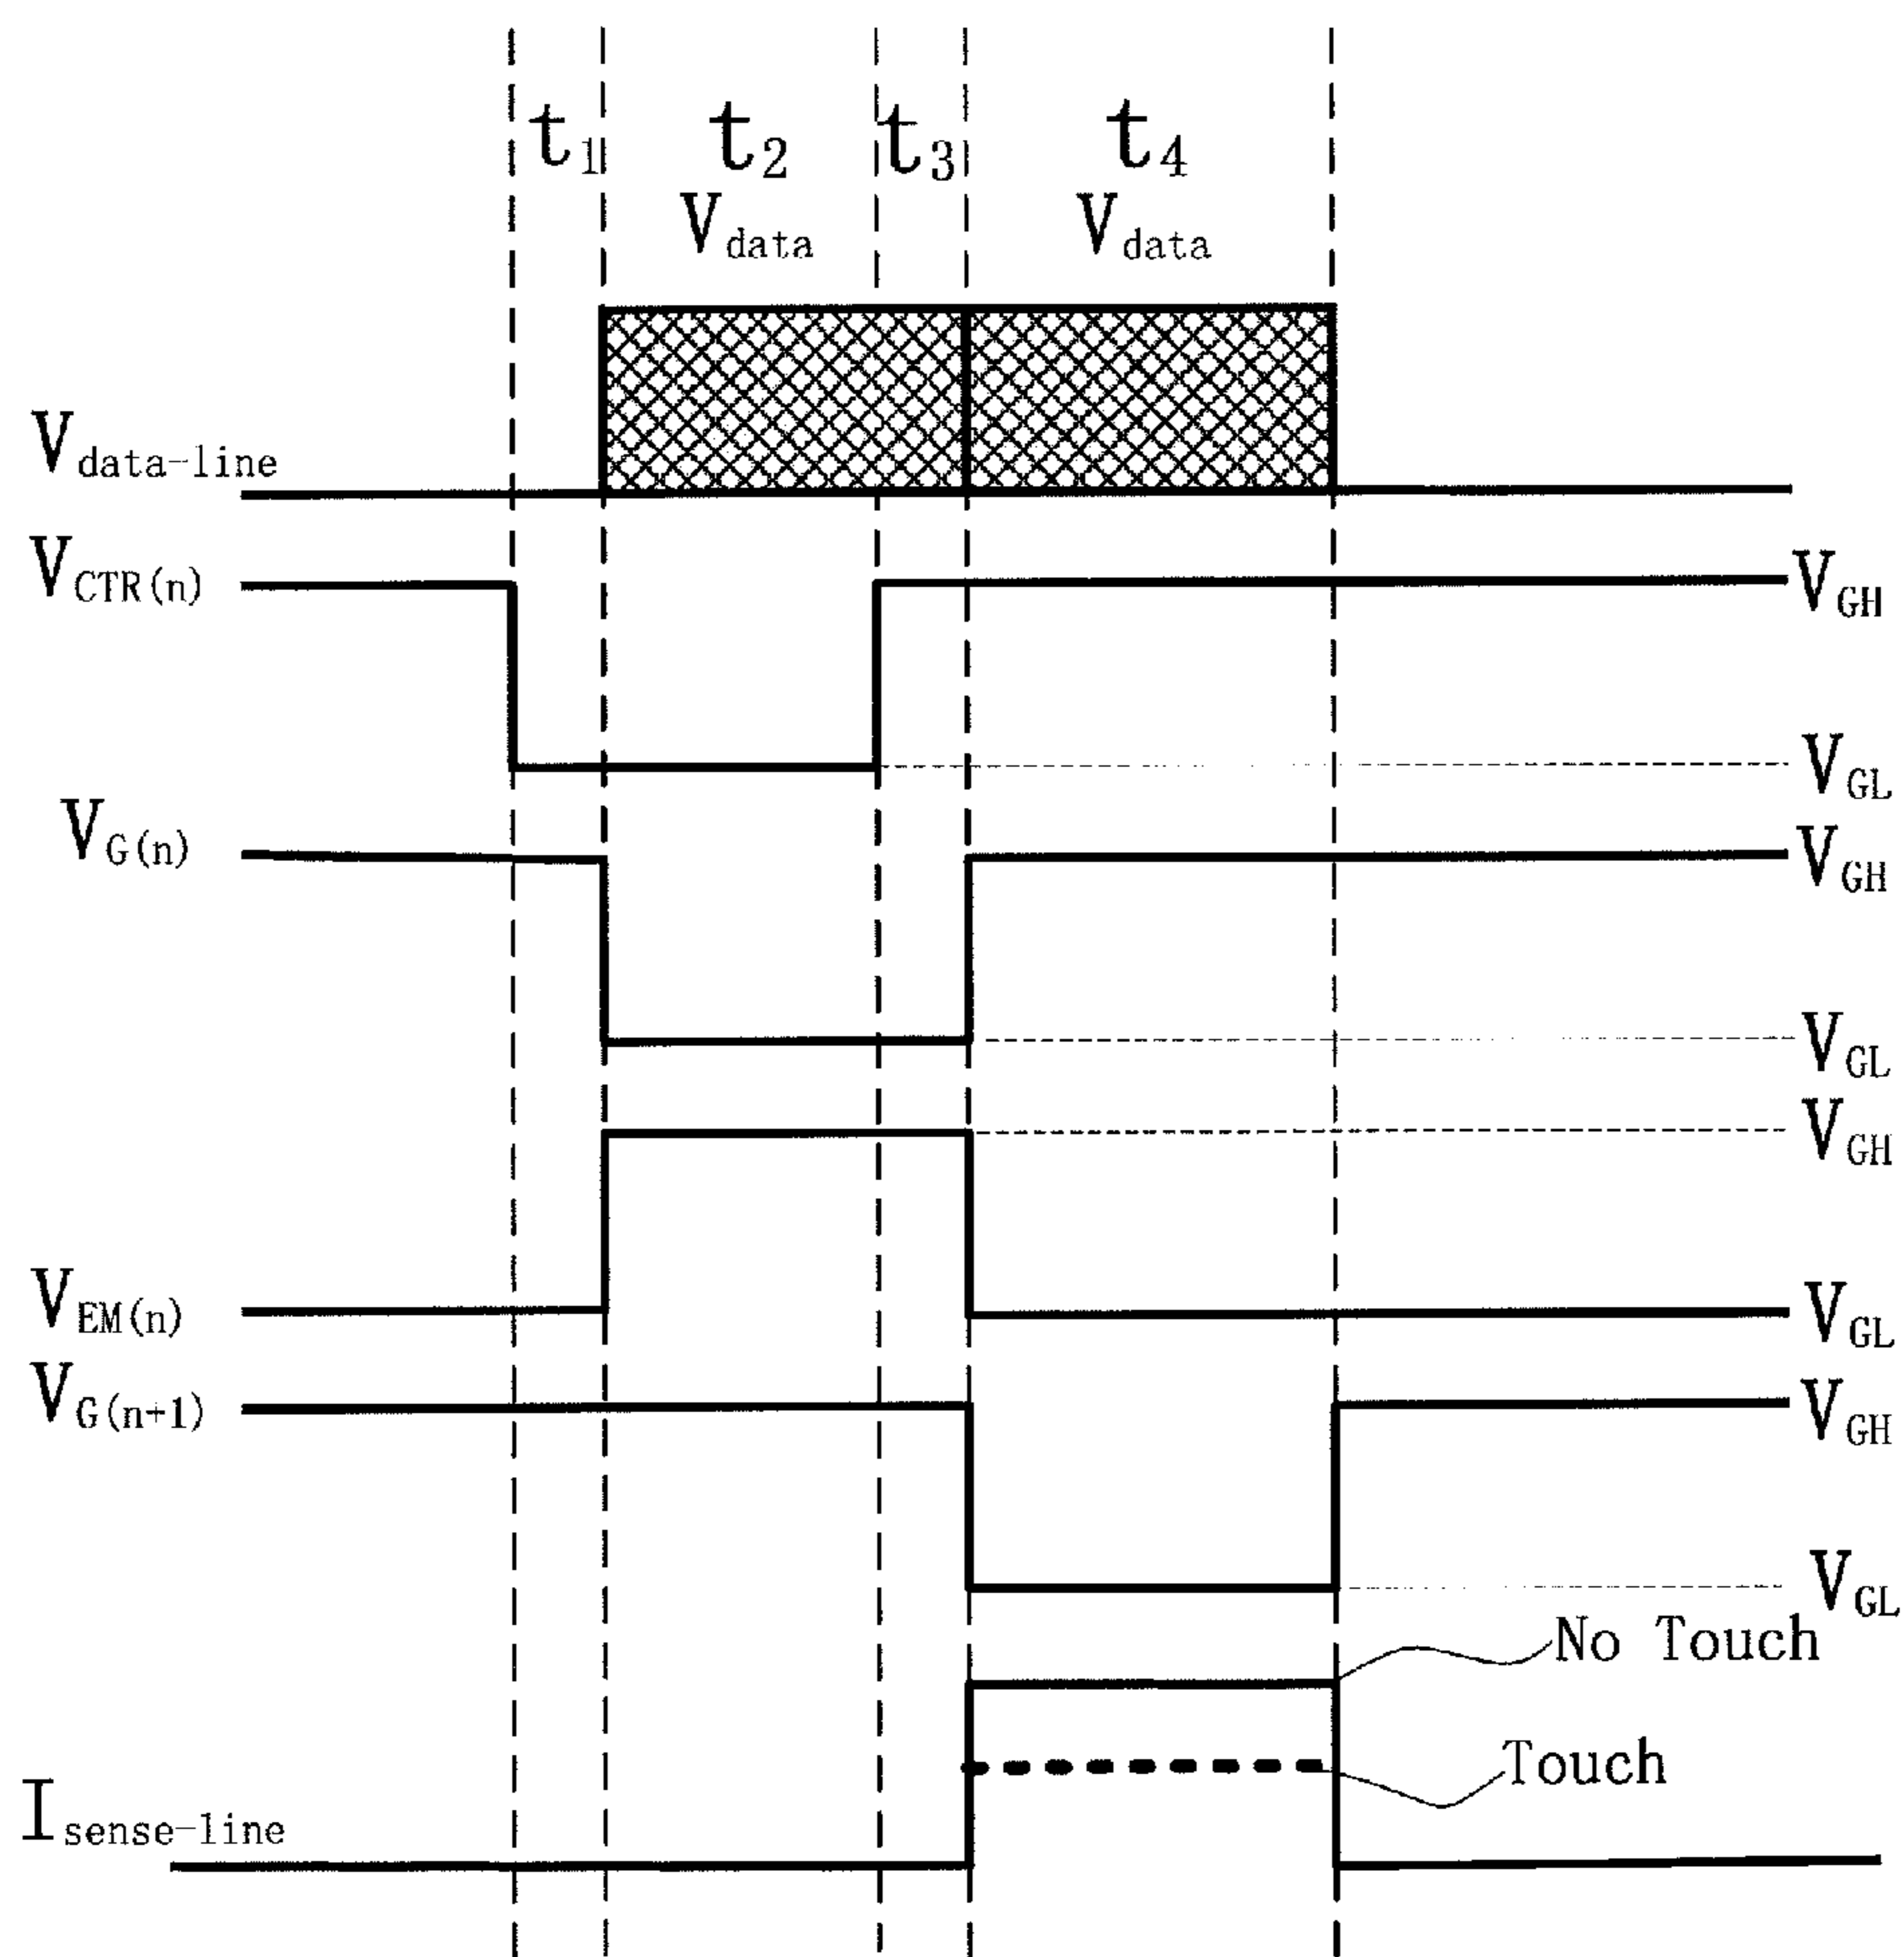 t1 t2 t3 t4
Vdata Vdata
Vdata-line
VCTR(n) VGH
VGL
VG(n) VGH
VGL
VGH
VEM(n) VGL
VG(n+1) VGH
VGL
No Touch
Touch
Isense-line